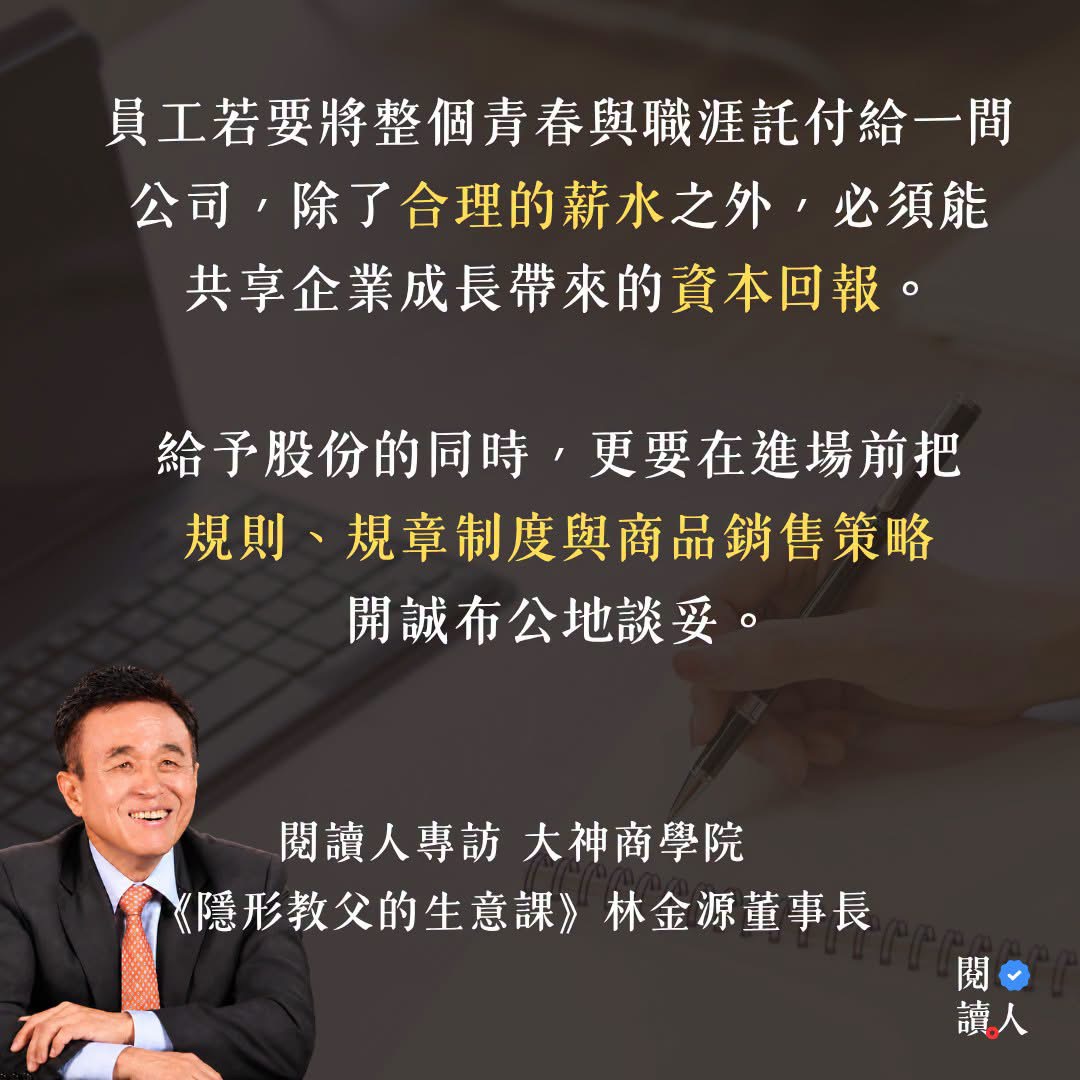 員工若要將整個青春與職涯託付給一間
公司，除了合理的薪水之外，必須能
共享企業成長帶來的資本回報。
給予股份的同時，更要在進場前把
規則、規章制度與商品銷售策略
開誠布公地談妥。
閱讀人專訪 大神商學院
《隱形教父的生意課》林金源董事長
閱
讀人